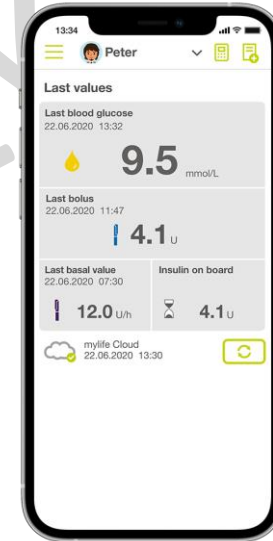 13:34
Peter
Last values
Last blood glucose
22.06.2020 13:32
9.5 mmol/L
Last bolus
22.06.2020 11:47
4.1 U
Last basal value
22.06.2020 07:30
12.0 U/h
Insulin on board
4.1 U
mylife Cloud
22.06.2020 13:30